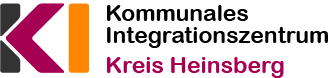 Kommunales
Integrationszentrum
Kreis Heinsberg